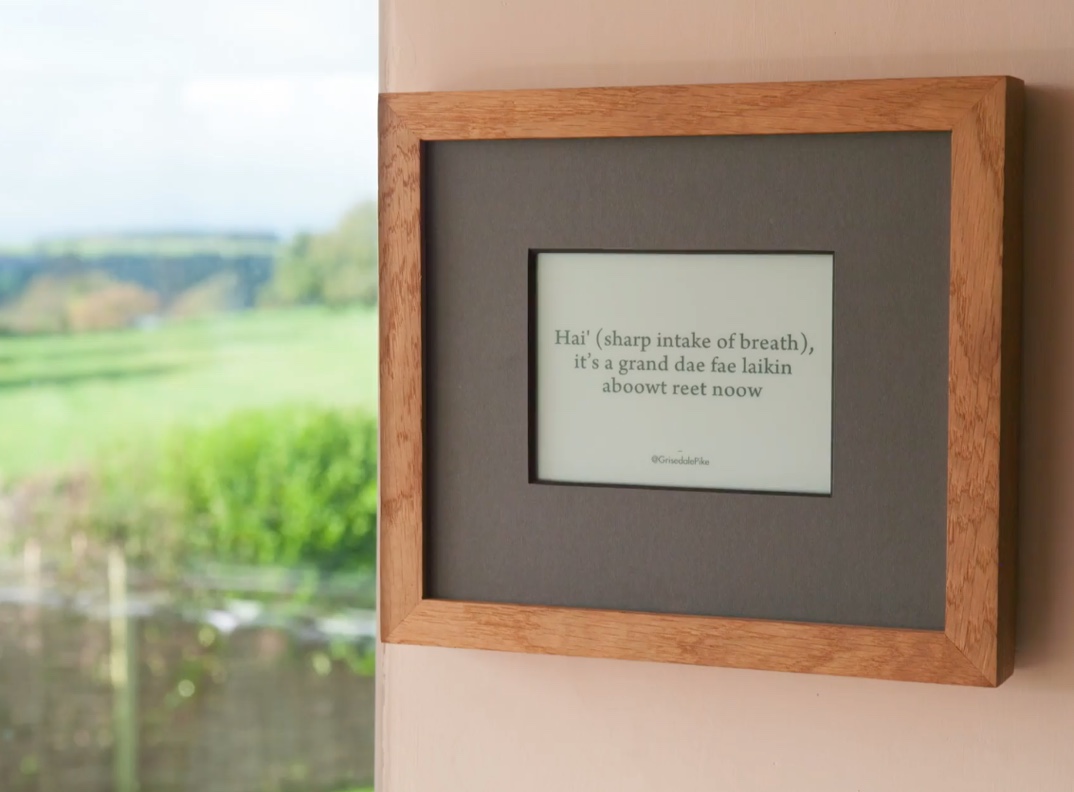 Hai' (sharp intake of breath),
it's a grand dae fae laikin
aboowt reet noow
–
@GrisedalePike